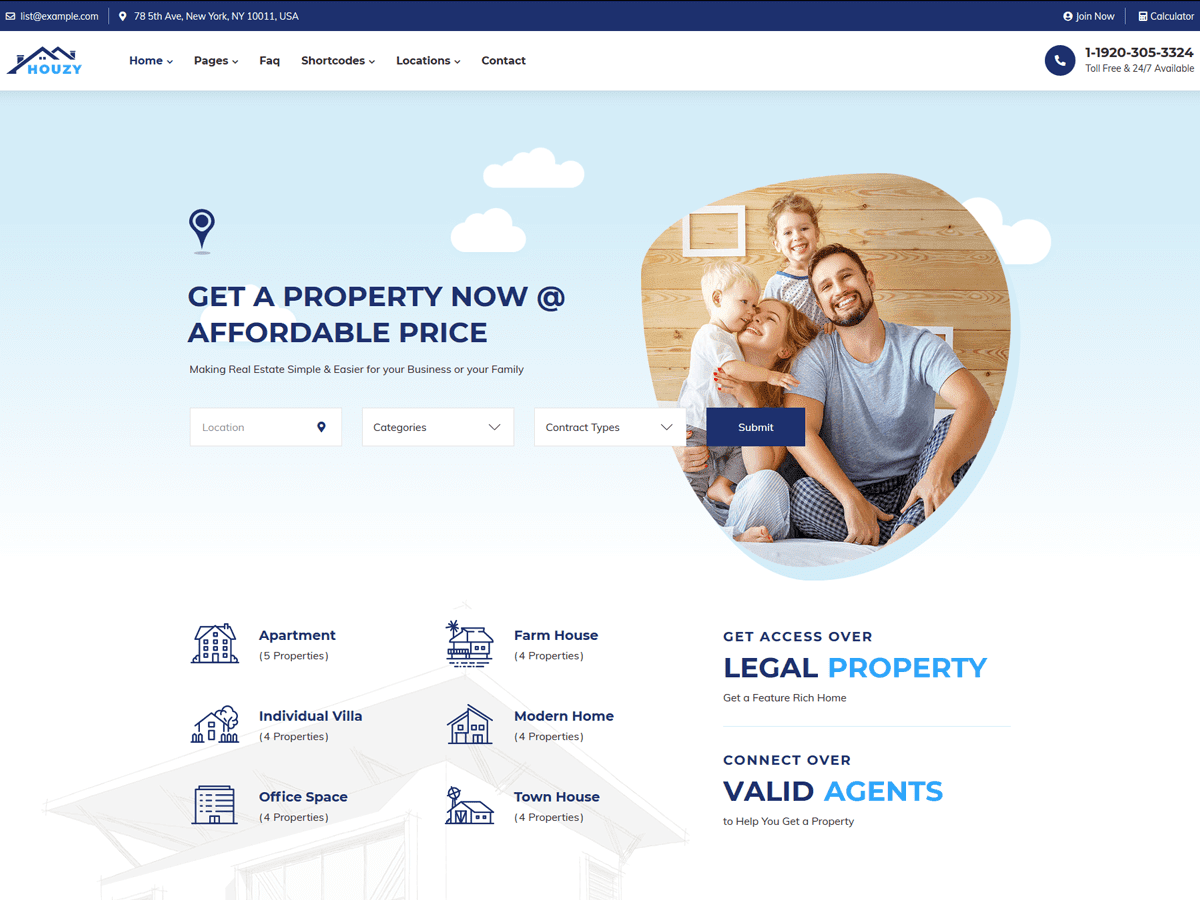 list@example.com
78 5th Ave, New York, NY 10011, USA
Join Now
Calculator
HOUZY
Home
Pages
Faq
Shortcodes
Locations
Contact
1-1920-305-3324
Toll Free & 24/7 Available
GET A PROPERTY NOW @
AFFORDABLE PRICE
Making Real Estate Simple & Easier for your Business or your Family
Location
Categories
Contract Types
Submit
Apartment
(5 Properties)
Farm House
(4 Properties)
Individual Villa
(4 Properties)
Modern Home
(4 Properties)
Office Space
(4 Properties)
Town House
(4 Properties)
GET ACCESS OVER
LEGAL PROPERTY
Get a Feature Rich Home
CONNECT OVER
VALID AGENTS
to Help You Get a Property